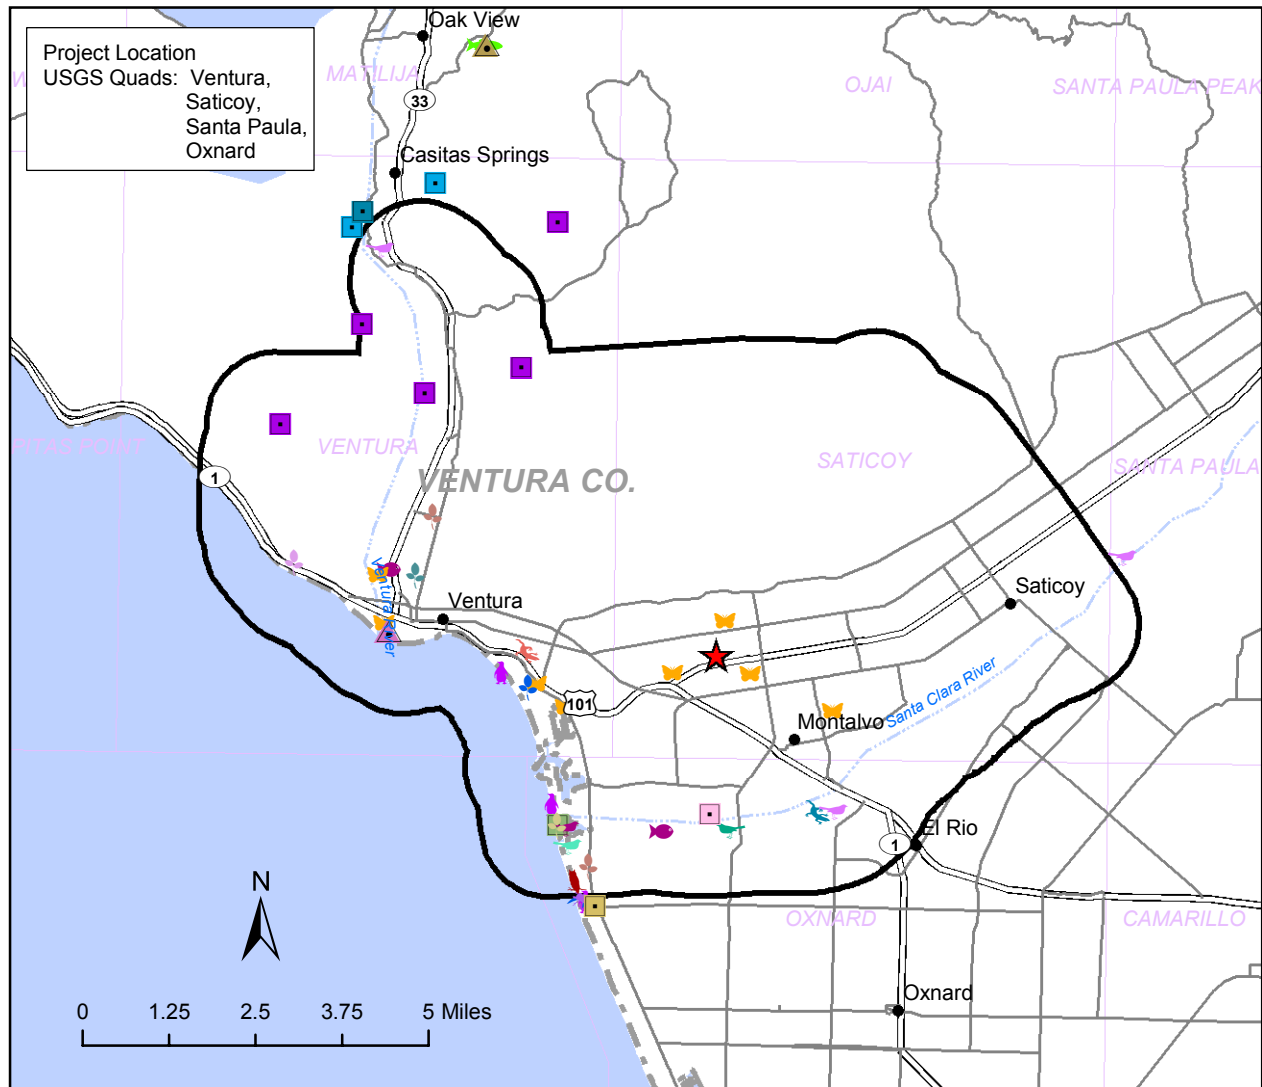 Oak View
Project Location
USGS Quads: Ventura,
Saticoy,
Santa Paula,
Oxnard
MATILIJA
OJAI
SANTA PAULA PEAK
33
Casitas Springs
PITAS POINT
VENTURA
SATICOY
SANTA PAULA
VENTURA CO.
1
Ventura River
Ventura
Saticoy
101
Montalvo
Santa Clara River
El Rio
1
OXNARD
CAMARILLO
N
Oxnard
0 1.25 2.5 3.75 5 Miles